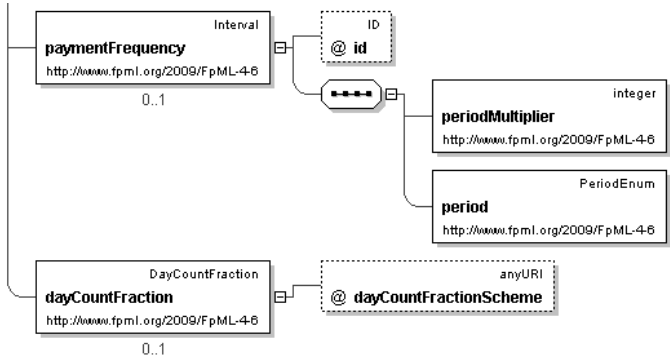 Interval
paymentFrequency
http://www.fpml.org/2009/FpML-4-6
0..1
ID
@ id
integer
periodMultiplier
http://www.fpml.org/2009/FpML-4-6
PeriodEnum
period
http://www.fpml.org/2009/FpML-4-6
DayCountFraction
dayCountFraction
http://www.fpml.org/2009/FpML-4-6
0..1
anyURI
@ dayCountFractionScheme